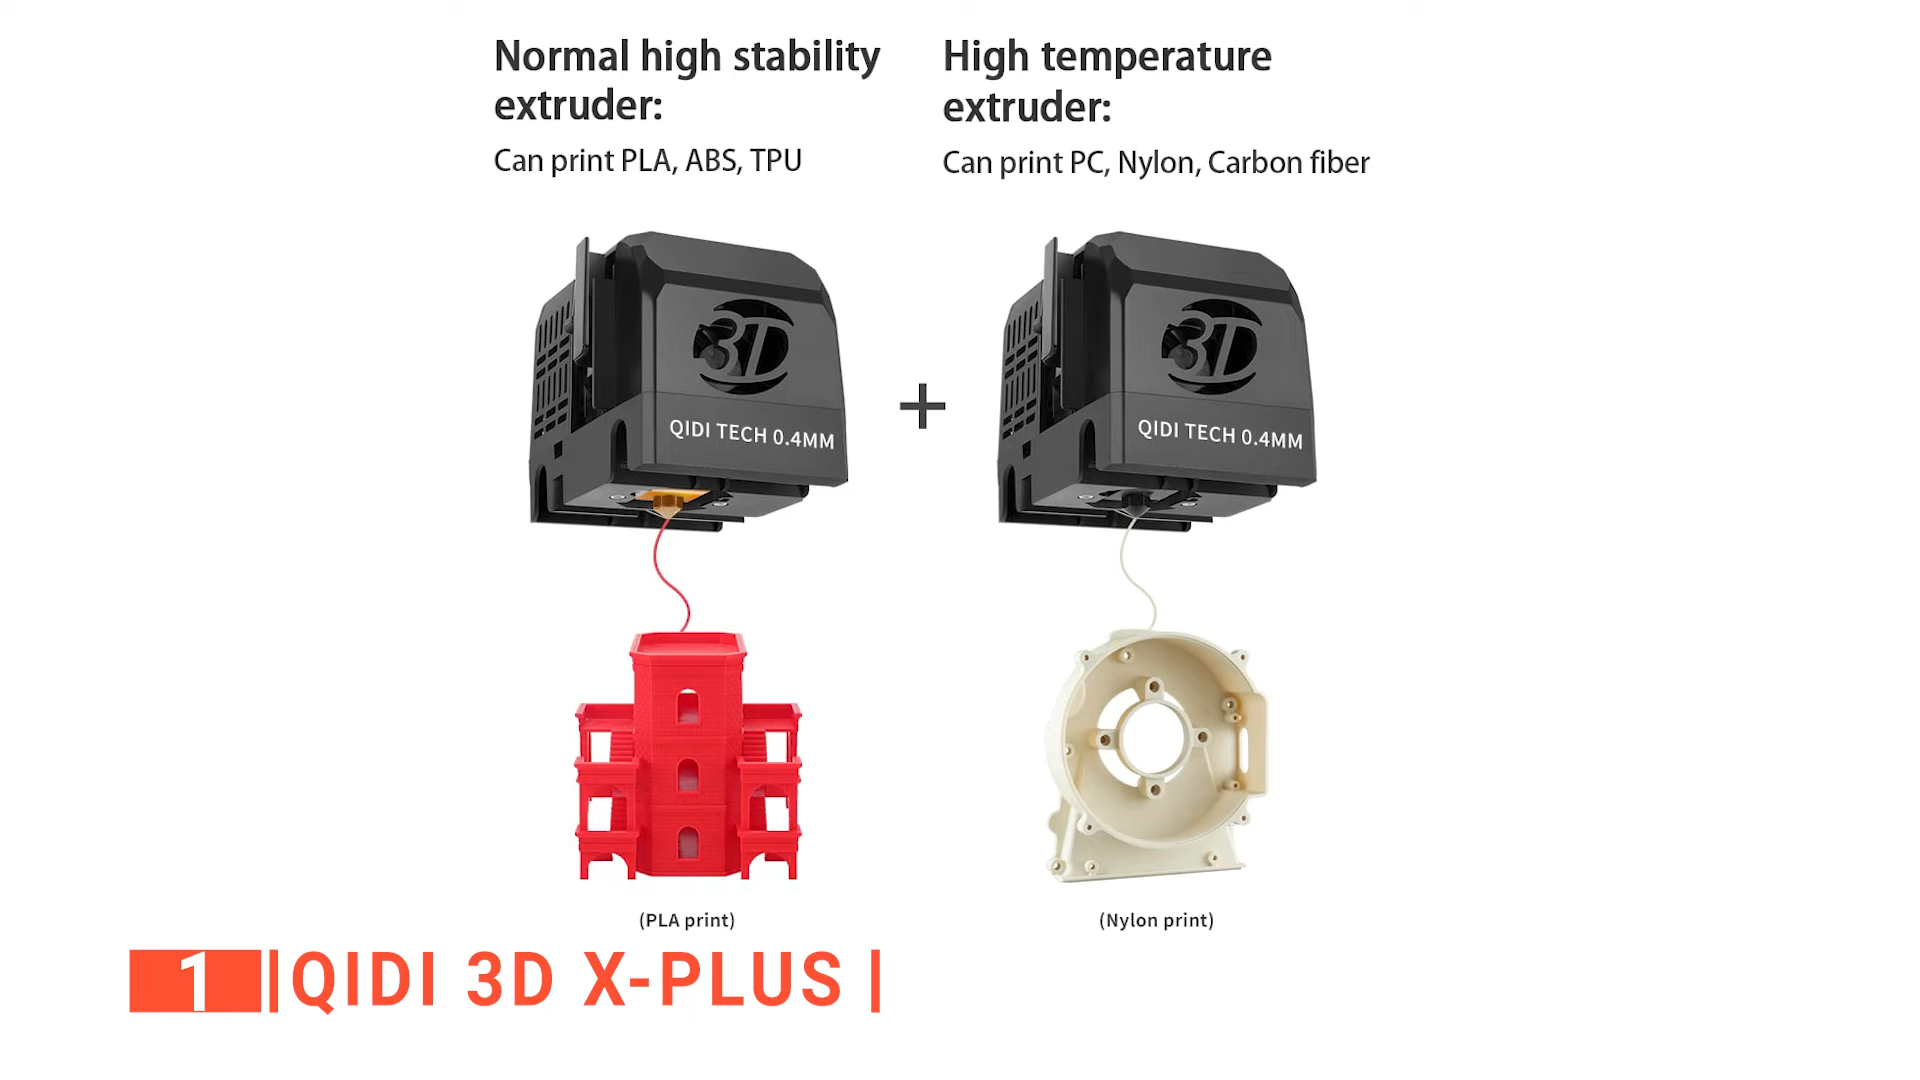 Normal high stability
extruder:
Can print PLA, ABS, TPU
High temperature
extruder:
Can print PC, Nylon, Carbon fiber
3D
QIDI TECH 0.4MM
+
3D
QIDI TECH 0.4MM
(PLA print)
(Nylon print)
1 | QIDI 3D X-PLUS |